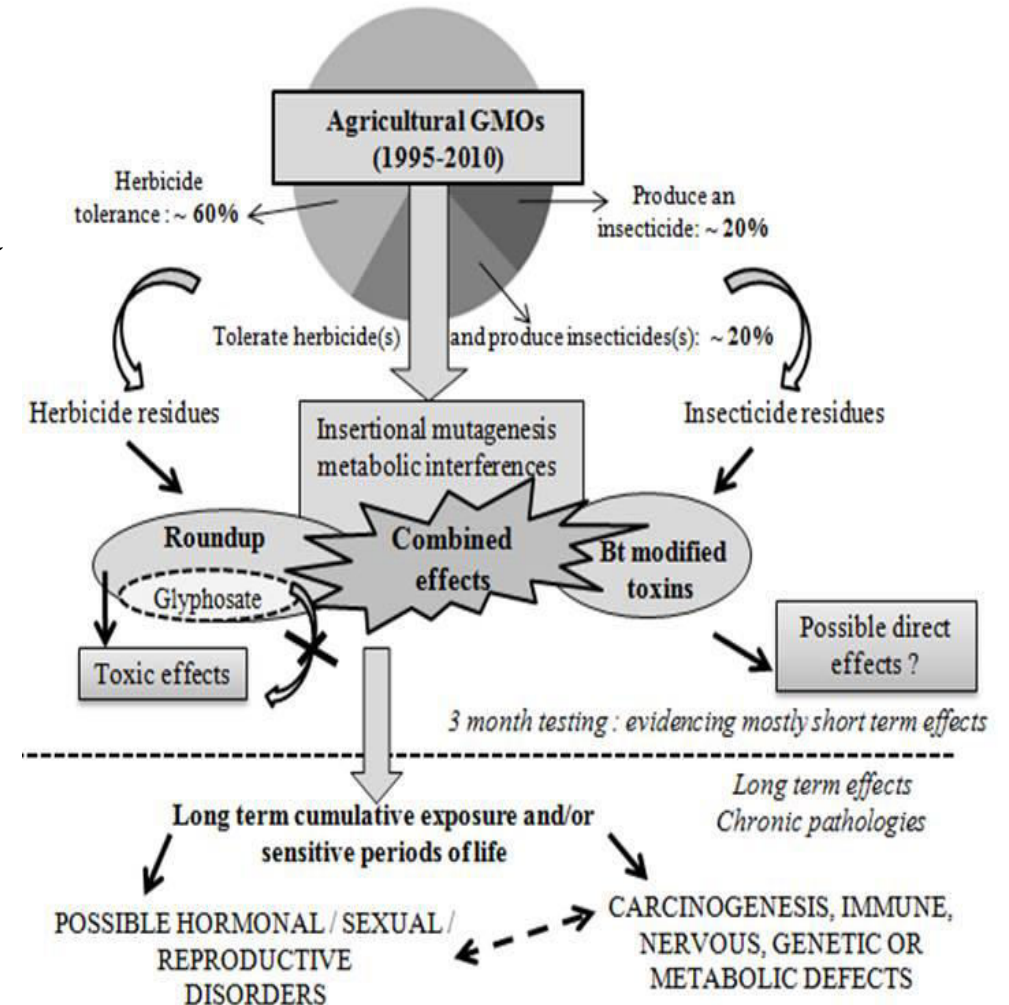 Agricultural GMOs
(1995-2010)
Herbicide
tolerance : ~ 60%
Produce an
insecticide: ~ 20%
Tolerate herbicide(s) and produce insecticides(s): ~ 20%
Herbicide residues
Insecticide residues
Insertional mutagenesis
metabolic interferences
Roundup
Glyphosate
Combined
effects
Bt modified
toxins
Toxic effects
Possible direct
effects ?
3 month testing : evidencing mostly short term effects
Long term effects
Chronic pathologies
Long term cumulative exposure and/or
sensitive periods of life
POSSIBLE HORMONAL / SEXUAL /
REPRODUCTIVE
DISORDERS
CARCINOGENESIS, IMMUNE,
NERVOUS, GENETIC OR
METABOLIC DEFECTS